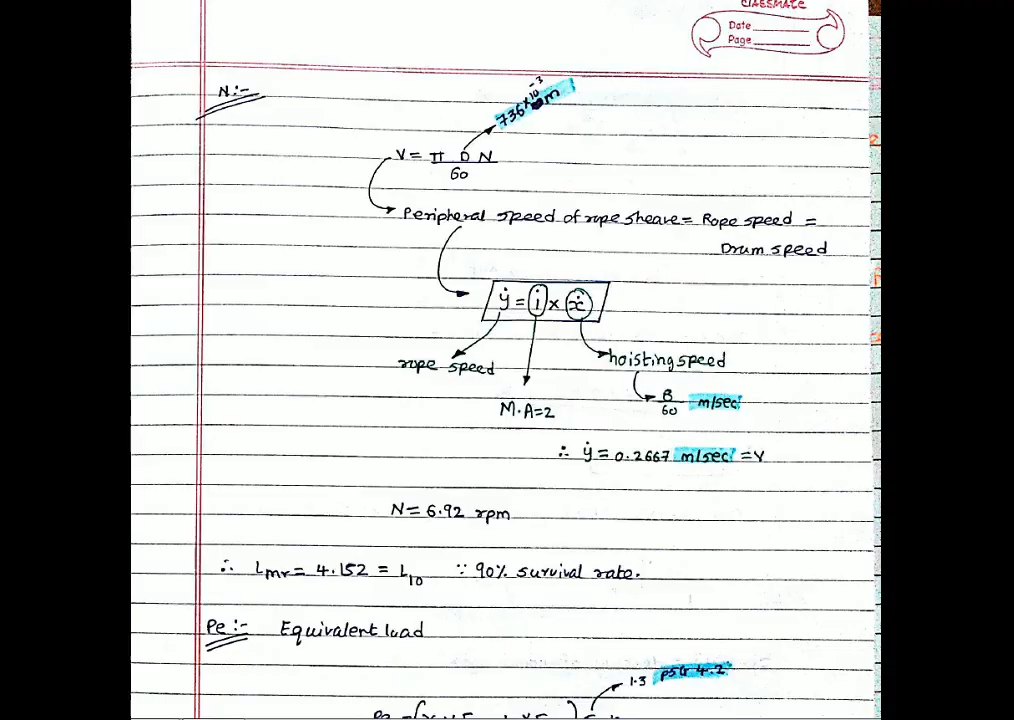 CLASSMATE
Date
Page
N:-
736×10⁻³ m
V = π D N
60
Peripheral speed of rope sheave = Rope speed =
Drum speed
ẏ = i × ẋ
rope speed
hoisting speed
M.A=2
8
60 m/sec
∴ ẏ = 0.2667 m/sec = V
N = 6.92 rpm
∴ Lmr = 4.152 = L10 ∵ 90% survival rate.
Pe :- Equivalent load
1.3 PSG 4.2